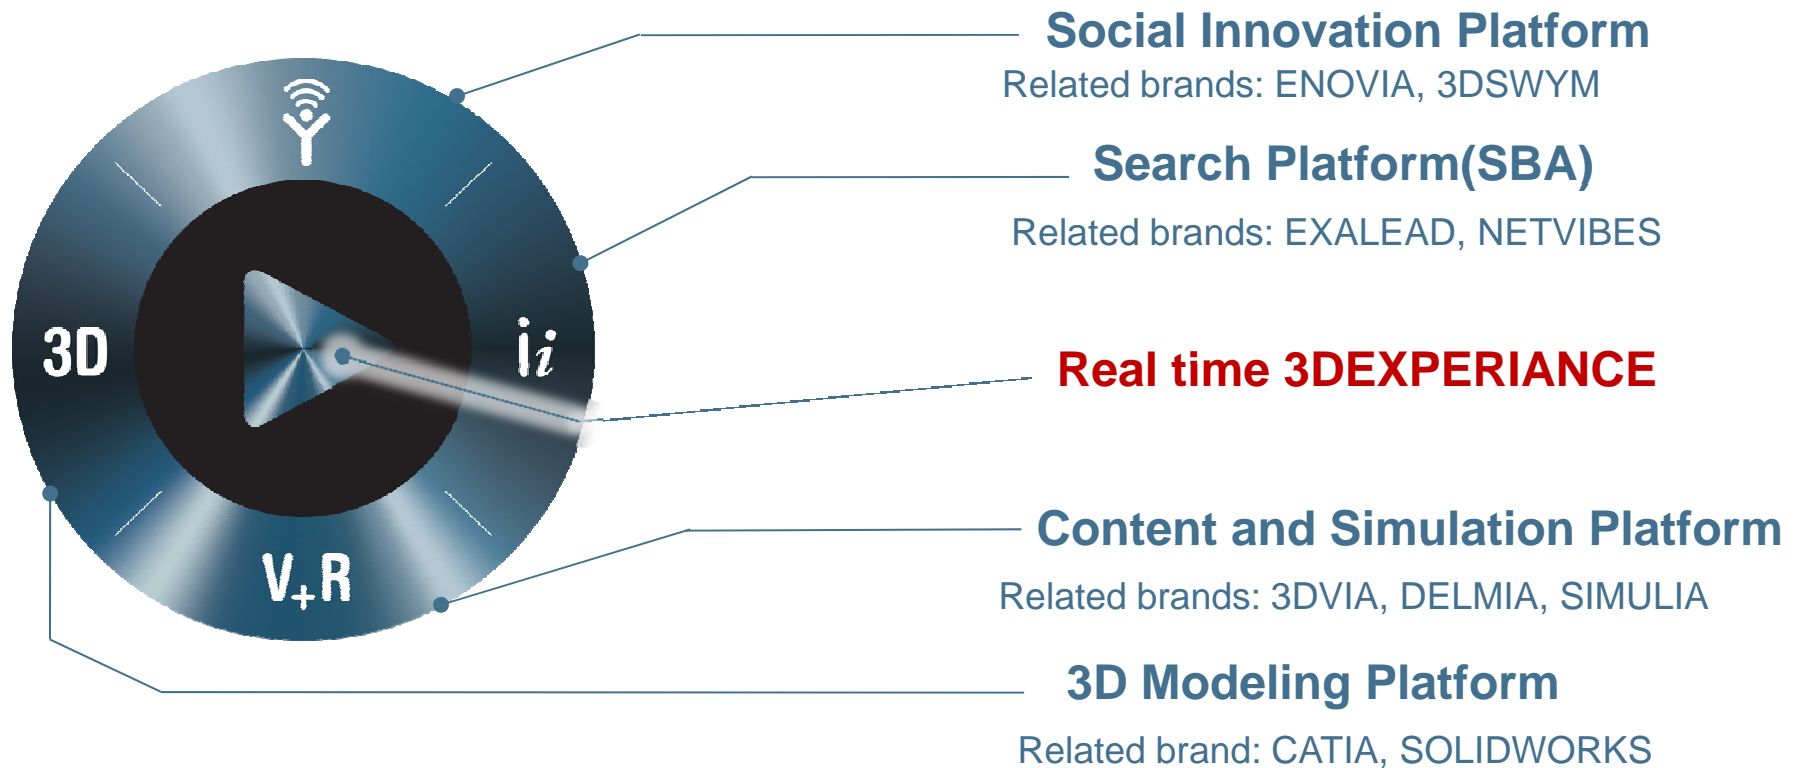 Social Innovation Platform
Related brands: ENOVIA, 3DSWYM
Search Platform(SBA)
Related brands: EXALEAD, NETVIBES
3D
ii
Real time 3DEXPERIANCE
Content and Simulation Platform
V+R
Related brands: 3DVIA, DELMIA, SIMULIA
3D Modeling Platform
Related brand: CATIA, SOLIDWORKS